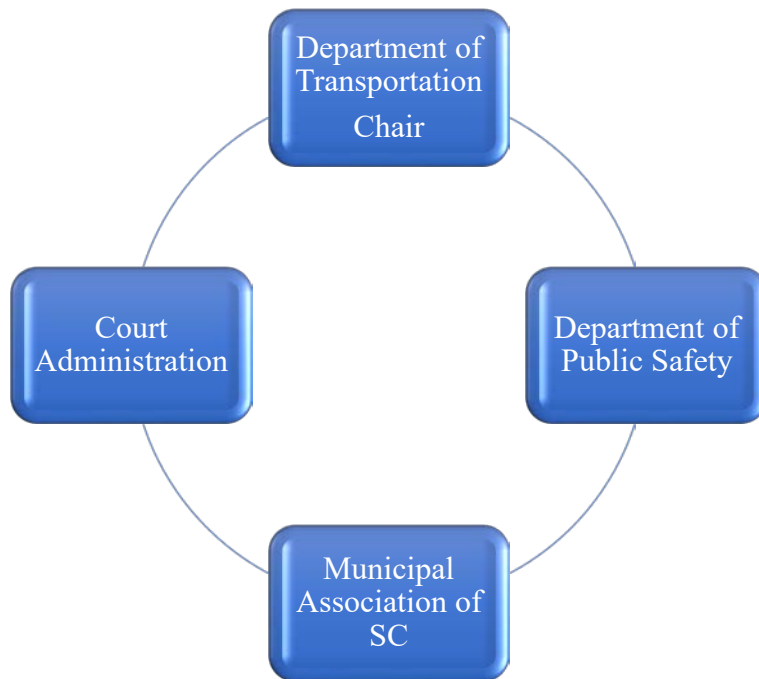 Department of
Transportation
Chair
Court
Administration
Department of
Public Safety
Municipal
Association of
SC